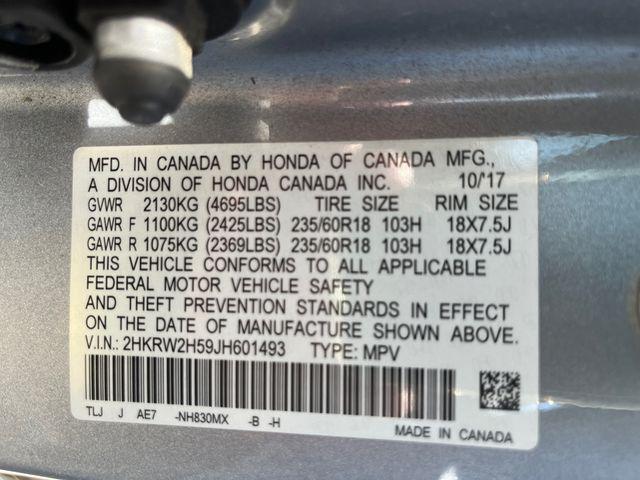 MFD. IN CANADA BY HONDA OF CANADA MFG.,
A DIVISION OF HONDA CANADA INC. 10/'17
GVWR 2130KG (4695LBS) TIRE SIZE RIM SIZE
GAWR F 1100KG (2425LBS) 235/60R18 103H 18X7.5J
GAWR R 1075KG (2369LBS) 235/60R18 103H 18X7.5J
THIS VEHICLE CONFORMS TO ALL APPLICABLE
FEDERAL MOTOR VEHICLE SAFETY
AND THEFT PREVENTION STANDARDS IN EFFECT
ON THE DATE OF MANUFACTURE SHOWN ABOVE.
V.I.N.: 2HKRW2H59JH601493 TYPE: MPV
TLJ J AE7 -NH830MX -B -H
MADE IN CANADA